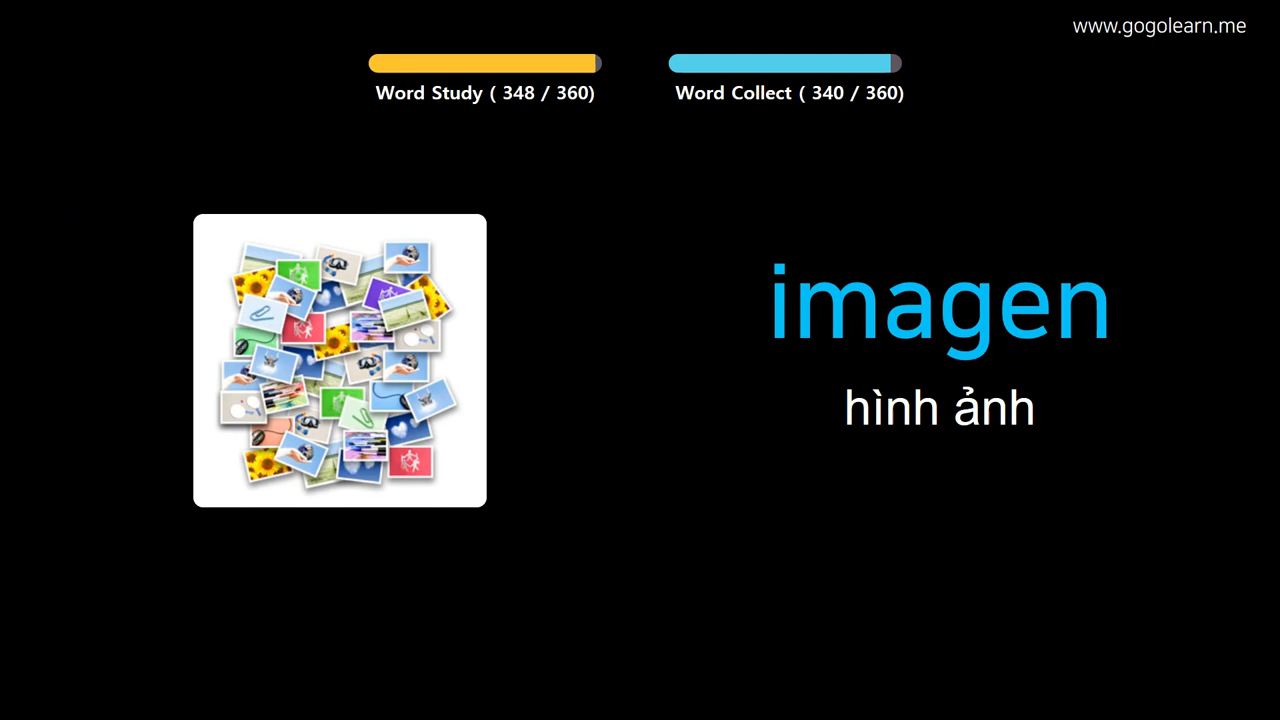 www.gogolearn.me
Word Study ( 348 / 360)
Word Collect ( 340 / 360)
imagen
hình ảnh